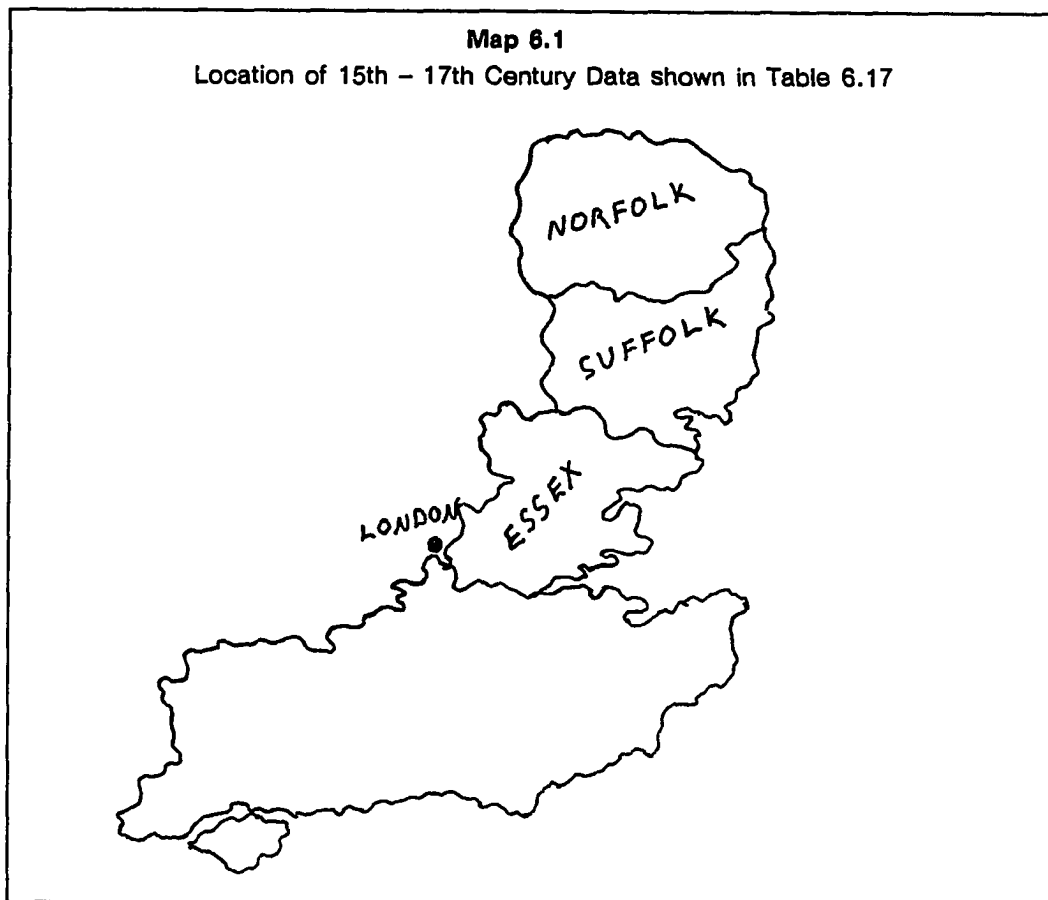 Map 6.1
Location of 15th – 17th Century Data shown in Table 6.17
NORFOLK
SUFFOLK
ESSEX
LONDON